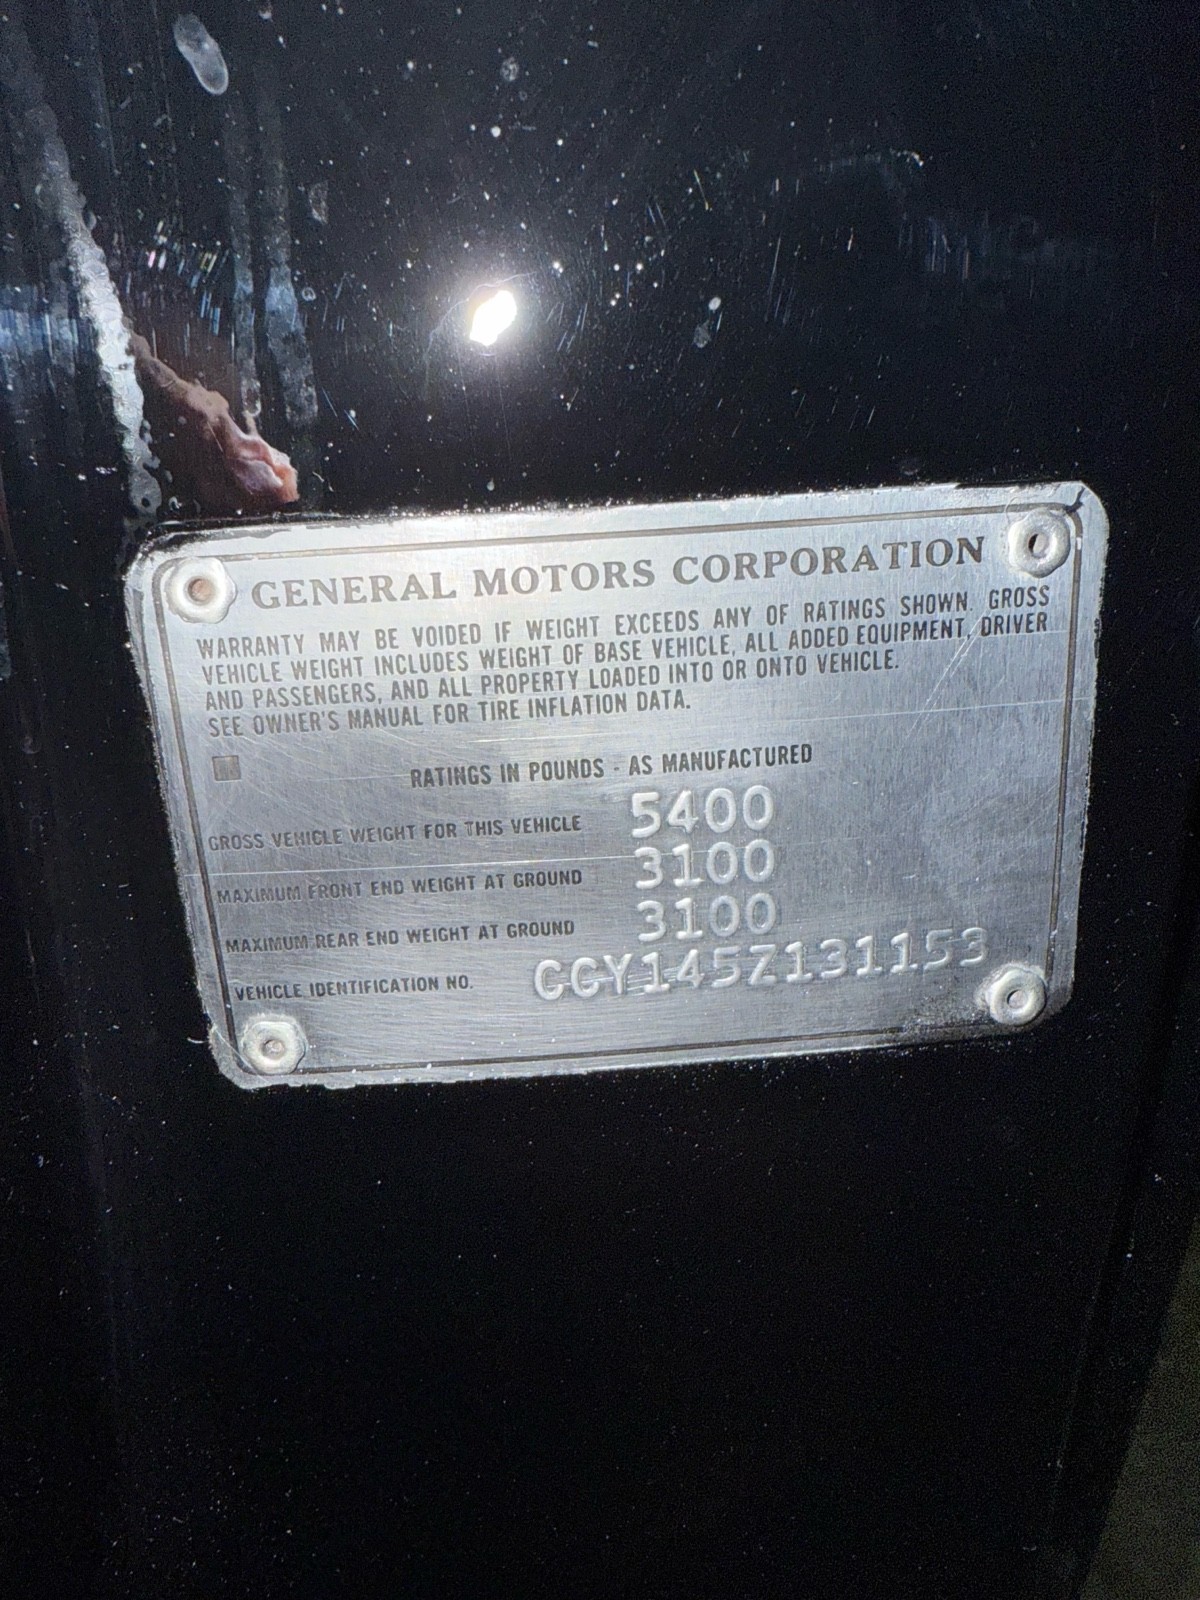 GENERAL MOTORS CORPORATION
WARRANTY MAY BE VOIDED IF WEIGHT EXCEEDS ANY OF RATINGS SHOWN. GROSS
VEHICLE WEIGHT INCLUDES WEIGHT OF BASE VEHICLE, ALL ADDED EQUIPMENT, DRIVER
AND PASSENGERS, AND ALL PROPERTY LOADED INTO OR ONTO VEHICLE.
SEE OWNER'S MANUAL FOR TIRE INFLATION DATA.
RATINGS IN POUNDS - AS MANUFACTURED
GROSS VEHICLE WEIGHT FOR THIS VEHICLE 5400
MAXIMUM FRONT END WEIGHT AT GROUND 3100
MAXIMUM REAR END WEIGHT AT GROUND 3100
VEHICLE IDENTIFICATION NO. CCY145Z131153